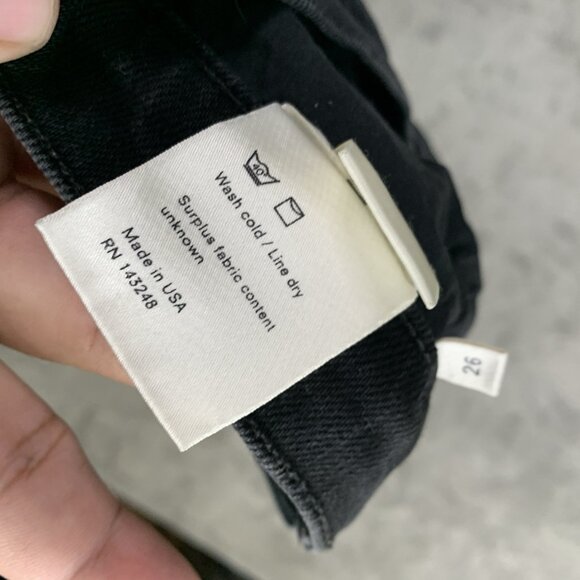 40
Wash cold / Line dry
Surplus fabric content
unknown
Made in USA
RN 143248
26